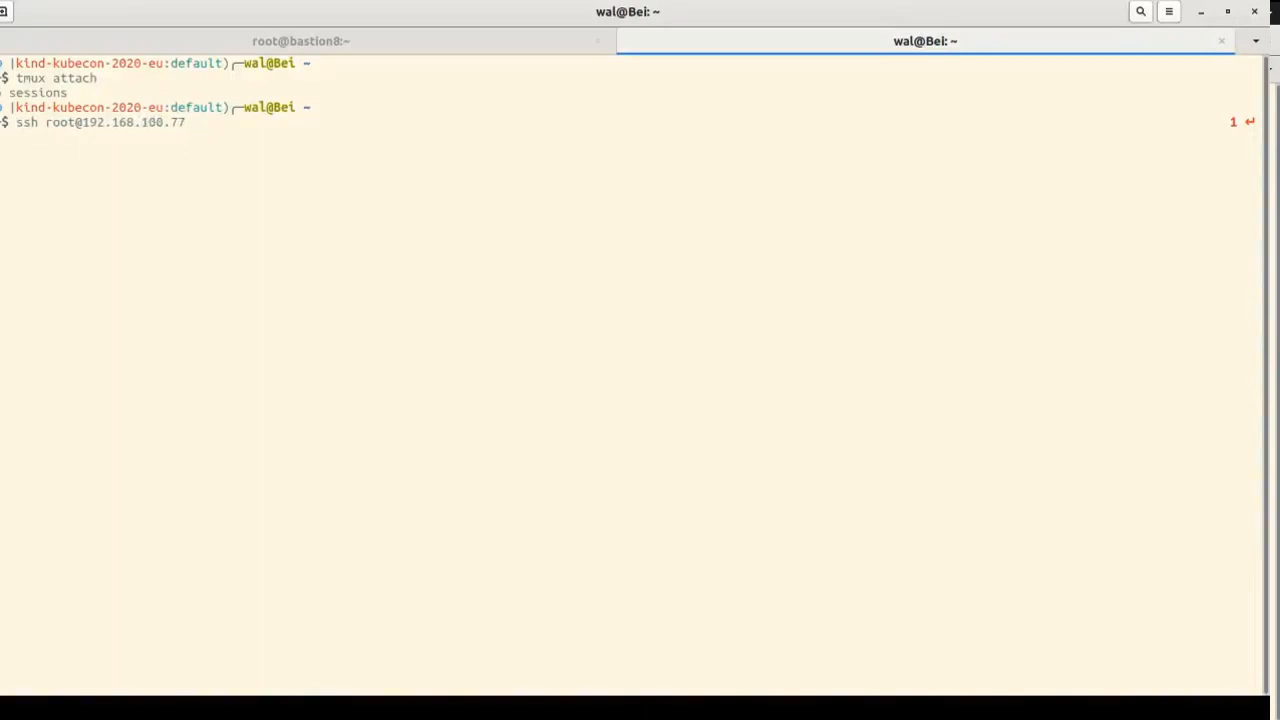 wal@Bei: ~
root@bastion8:~
wal@Bei: ~
|kind-kubecon-2020-eu:default)╭─wal@Bei ~
$ tmux attach
sessions
|kind-kubecon-2020-eu:default)╭─wal@Bei ~
$ ssh root@192.168.100.77
1 ↵